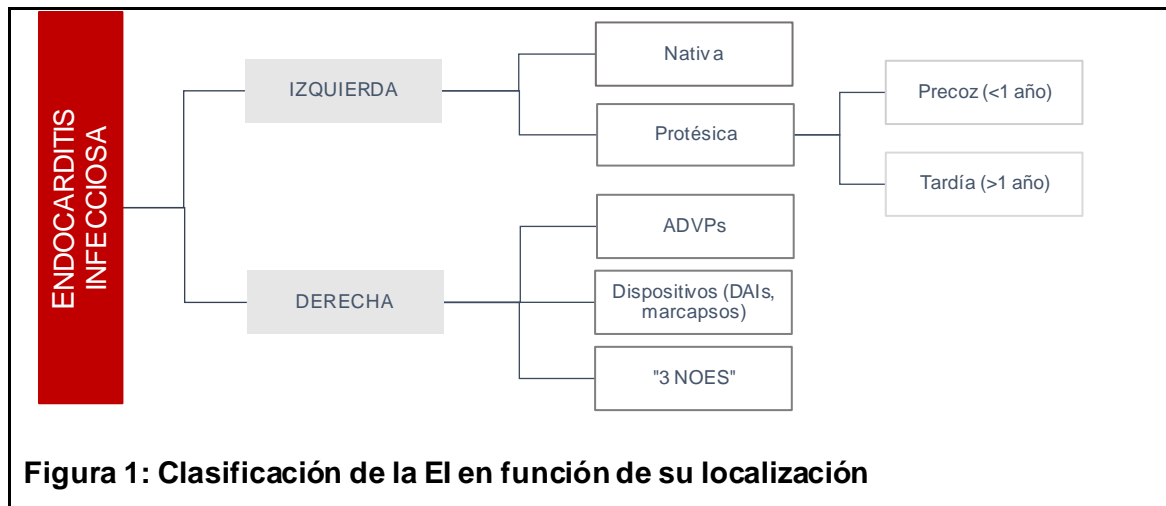 ENDOCARDITIS
INFECCIOSA
IZQUIERDA
Nativa
Protésica
Precoz (<1 año)
Tardía (>1 año)
DERECHA
ADVPs
Dispositivos (DAIs,
marcapsos)
"3 NOES"
Figura 1: Clasificación de la EI en función de su localización